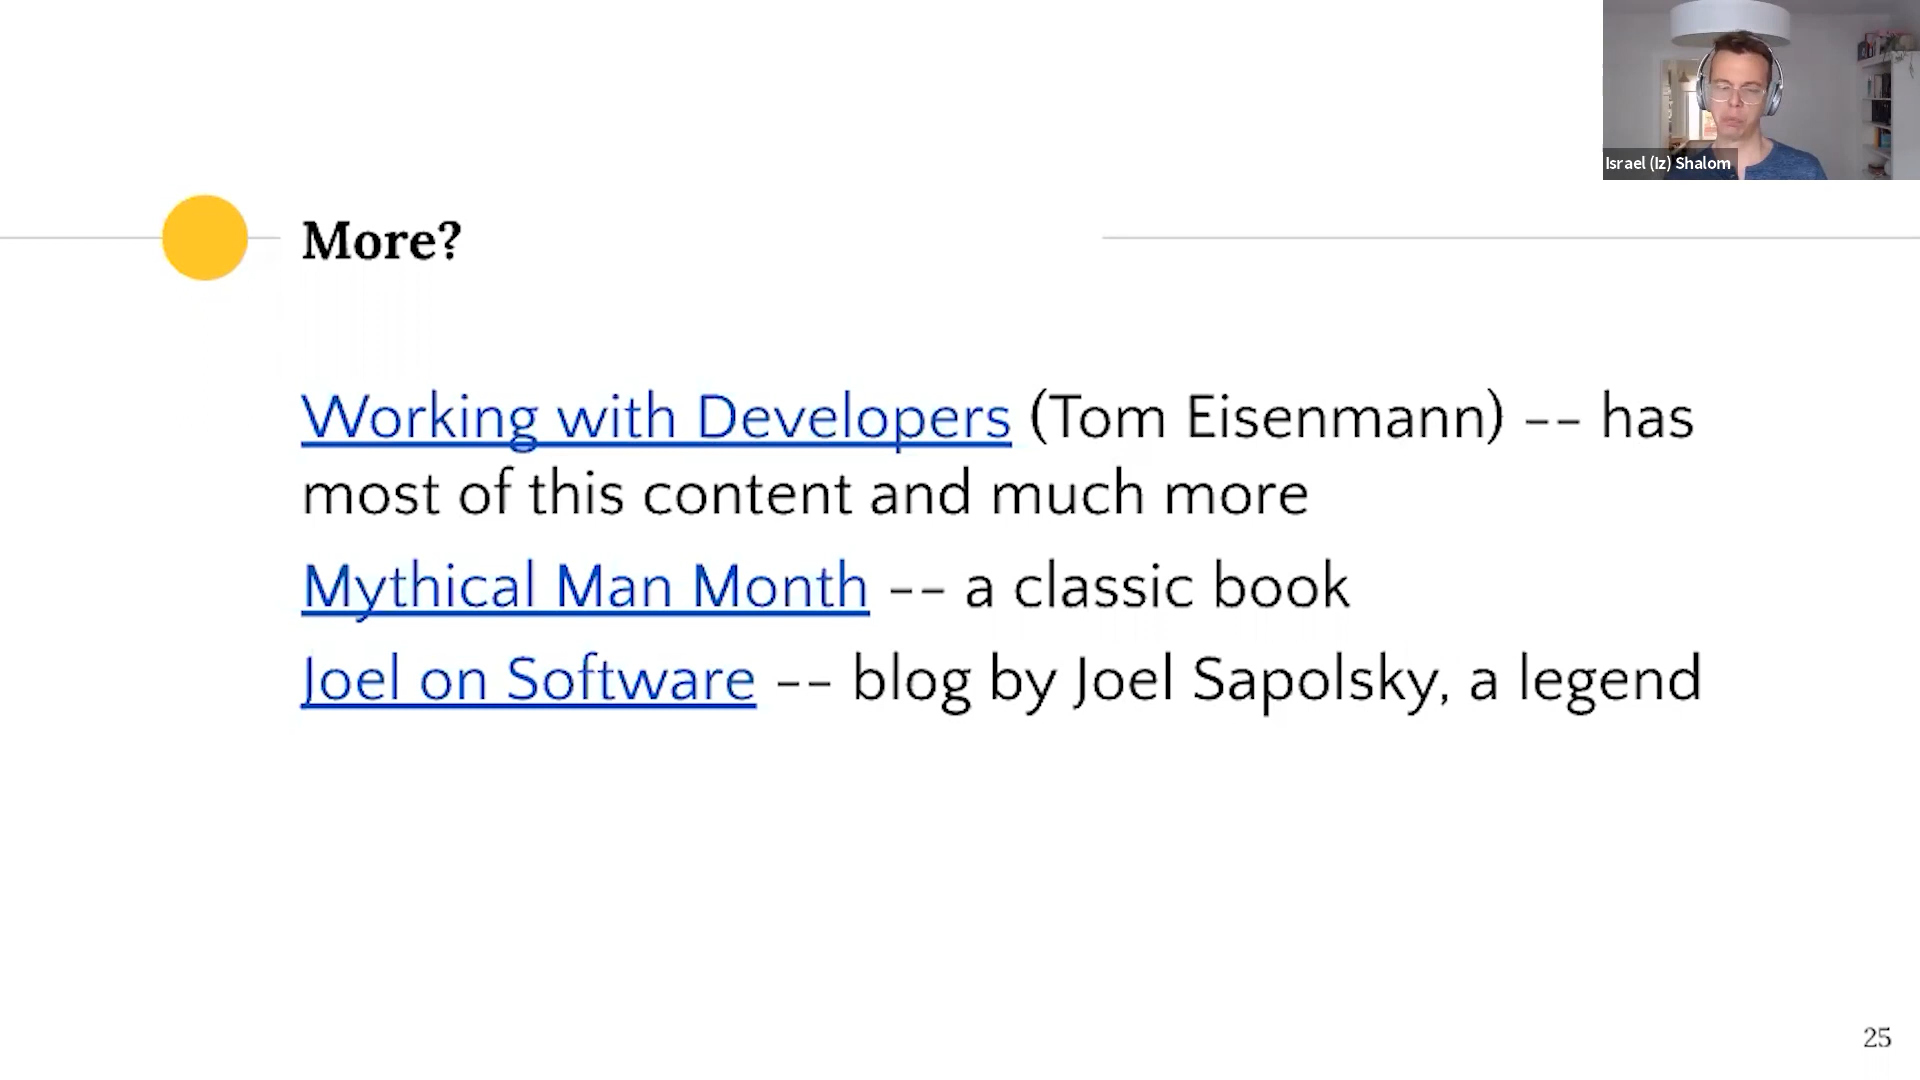 Israel (Iz) Shalom
More?
Working with Developers (Tom Eisenmann) -- has
most of this content and much more
Mythical Man Month -- a classic book
Joel on Software -- blog by Joel Sapolsky, a legend
25